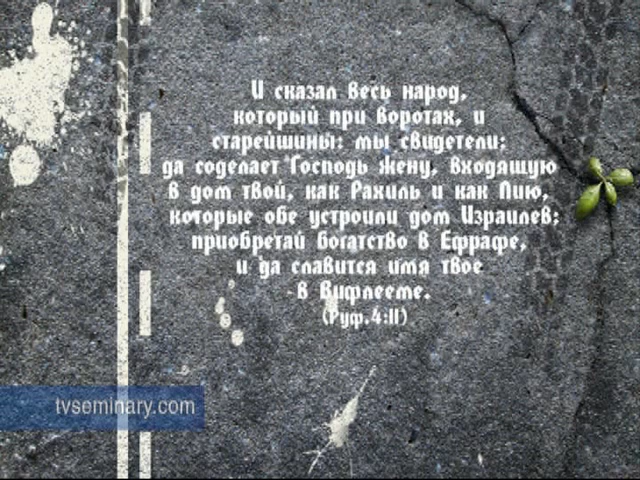 И сказал весь народ,
который при воротах, и
старейшины: мы свидетели;
да соделает Господь жену, входящую
в дом твой, как Рахиль и как Лию,
которые обе устроили дом Израилев;
приобретай богатство в Ефрафе,
и да славится имя твое
в Вифлееме.
(Руф.4:11)
tvseminary.com